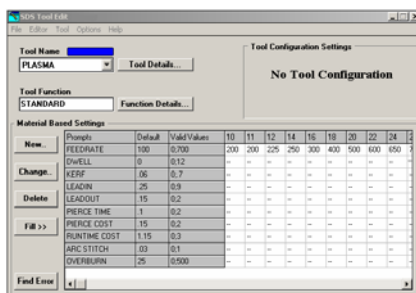 SDS Tool Edit
File Editor Tool Options Help
Tool Name
PLASMA Tool Details...
Tool Function
STANDARD Function Details...
Tool Configuration Settings
No Tool Configuration
Material Based Settings
New..
Change..
Delete
Fill >>
Find Error
Prompts Default Valid Values 10 11 12 14 16 18 20 22 24
FEEDRATE 100 0;700 200 200 225 250 300 400 500 600 650
DWELL 0 0;12 -- -- -- -- -- -- -- -- --
KERF .06 0;.7 -- -- -- -- -- -- -- -- --
LEADIN .25 0;9 -- -- -- -- -- -- -- -- --
LEADOUT .15 0;2 -- -- -- -- -- -- -- -- --
PIERCE TIME .1 0;2 -- -- -- -- -- -- -- -- --
PIERCE COST .15 0;2 -- -- -- -- -- -- -- -- --
RUNTIME COST 1.15 0;3 -- -- -- -- -- -- -- -- --
ARC STITCH .03 0;1 -- -- -- -- -- -- -- -- --
OVERBURN 25 0;500 -- -- -- -- -- -- -- -- --